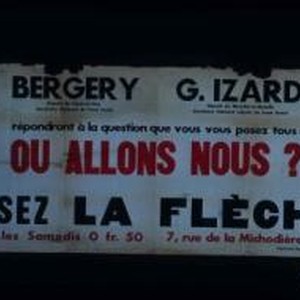 BERGERY G. IZARD
répondront à la question que vous vous posez tous
OU ALLONS NOUS ?
SEZ LA FLÈCH
les Samedis 0 fr. 50 7, rue de la Michodière